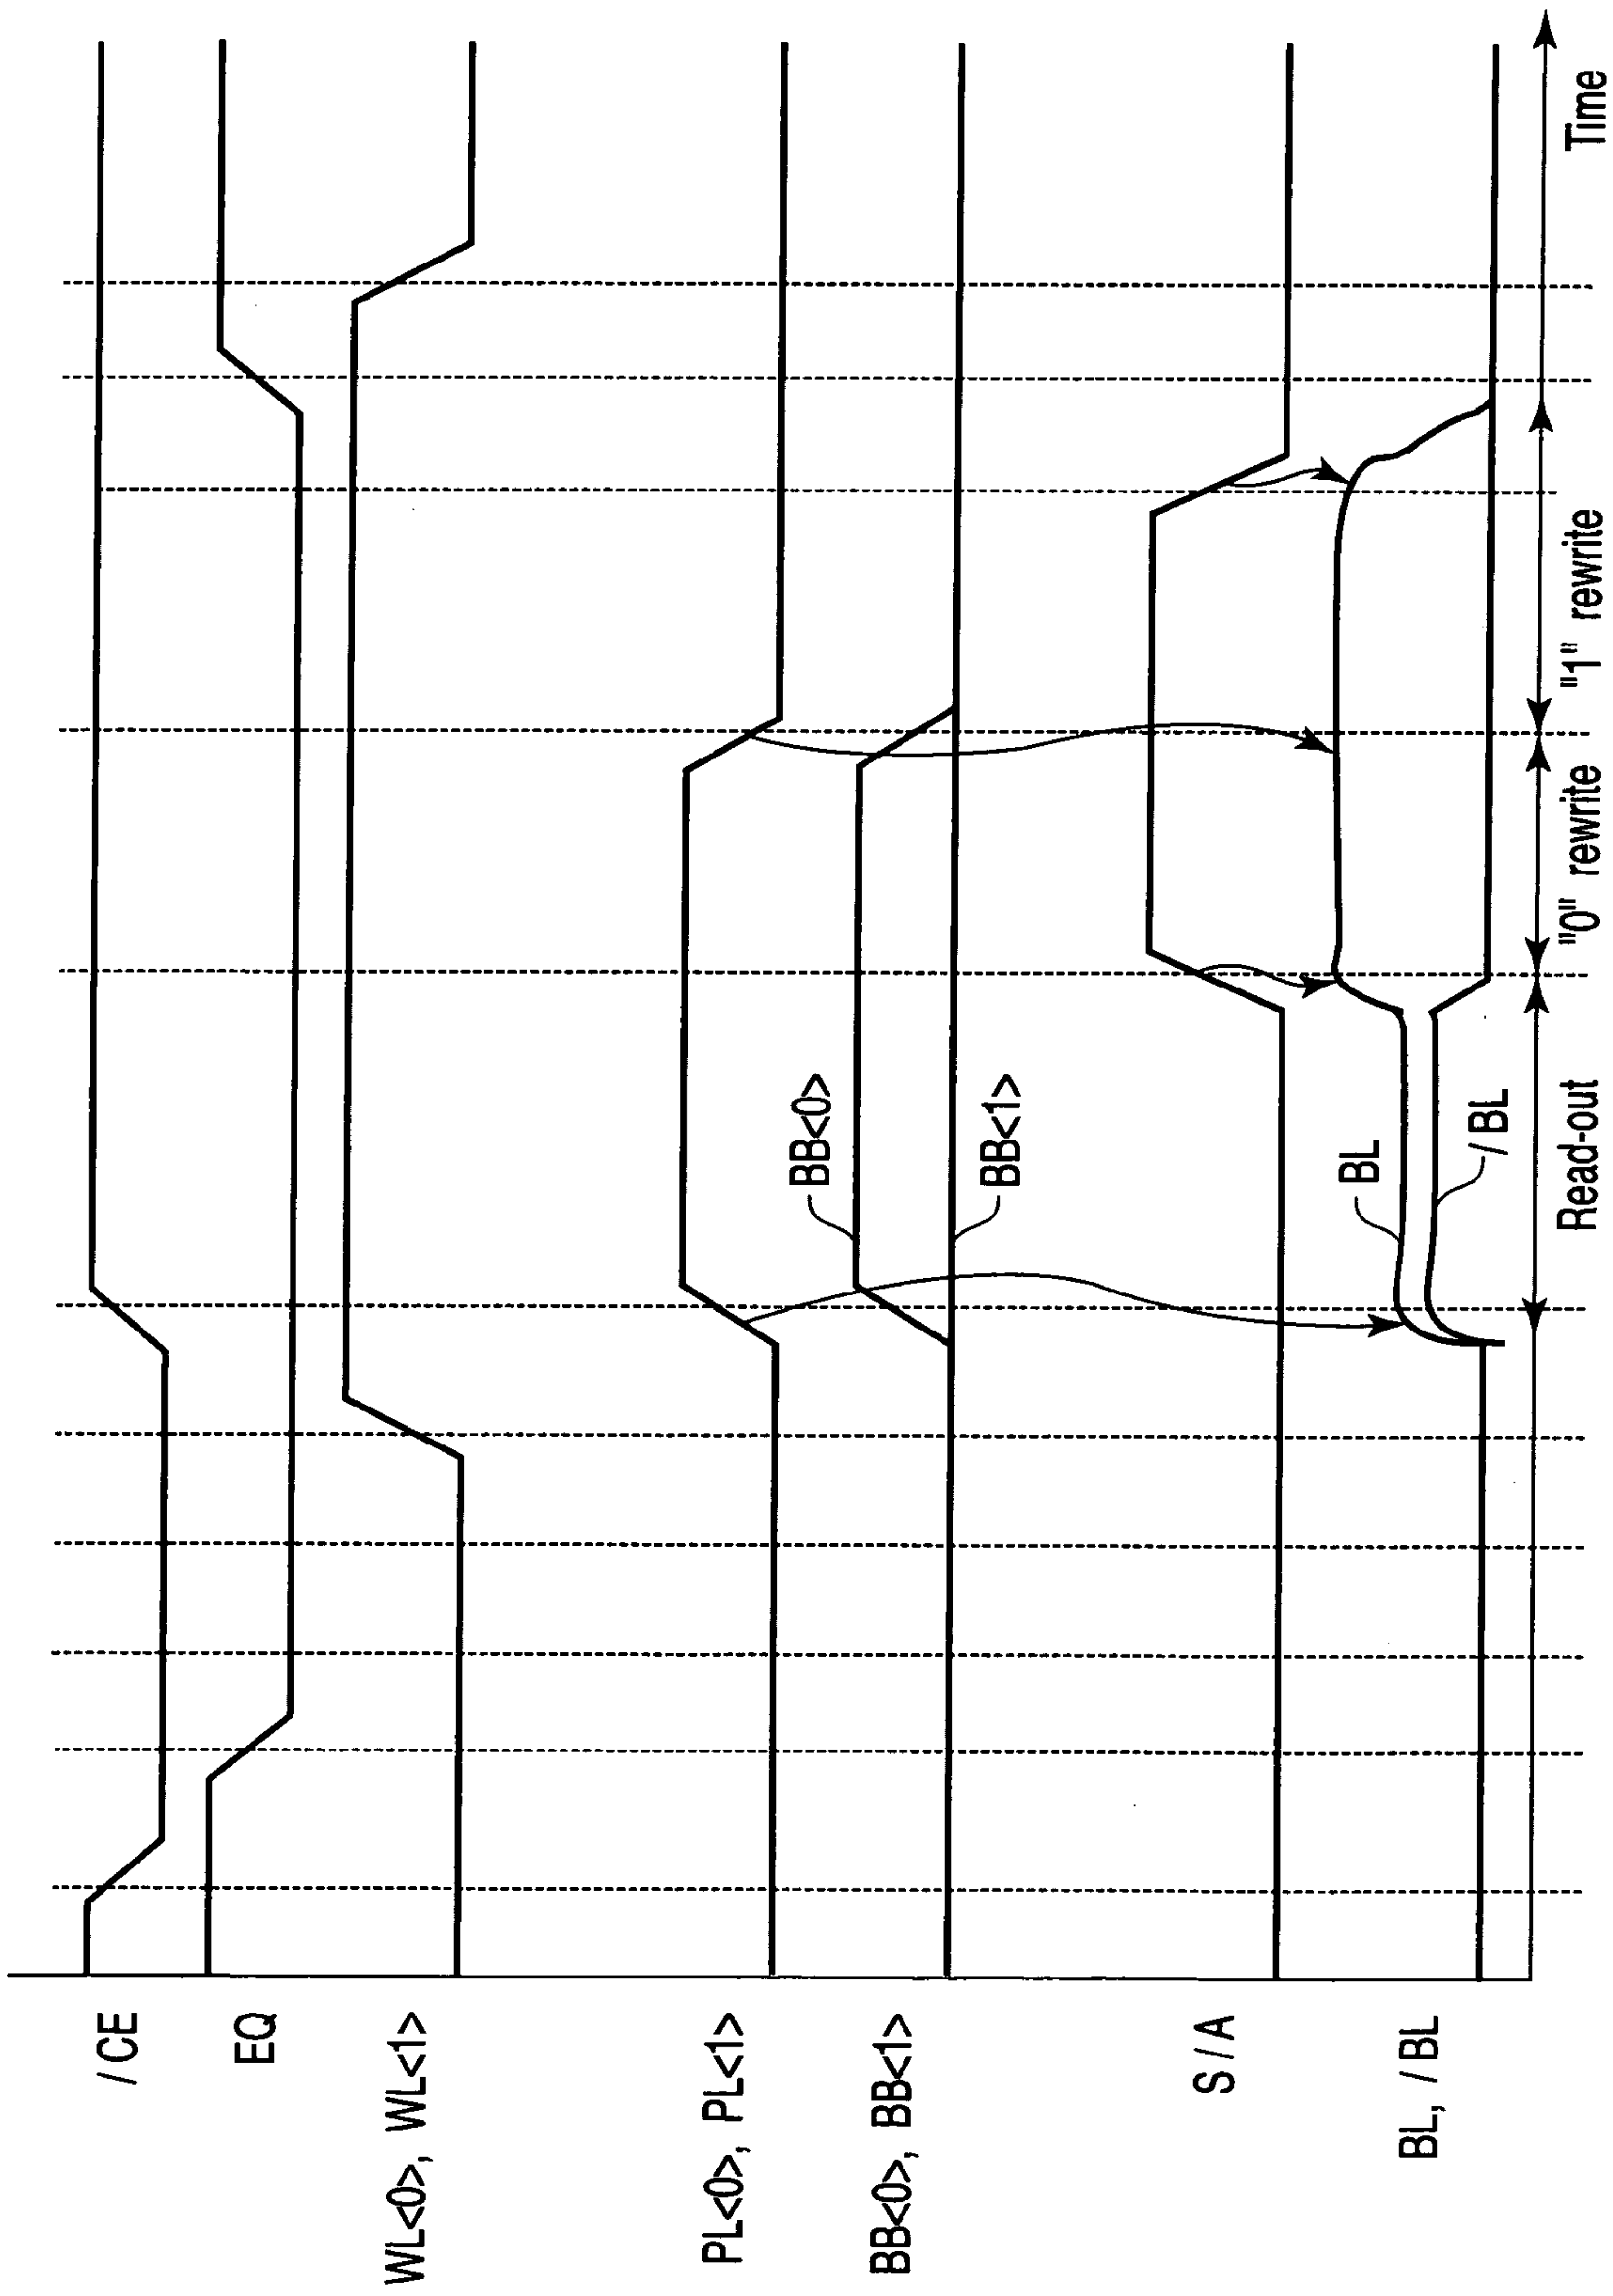 / CE
EQ
WL<0>, WL<1>
PL<0>, PL<1>
BB<0>, BB<1>
S / A
BL, / BL
BB<0>
BB<1>
BL
/ BL
Read-out
"0" rewrite
"1" rewrite
Time